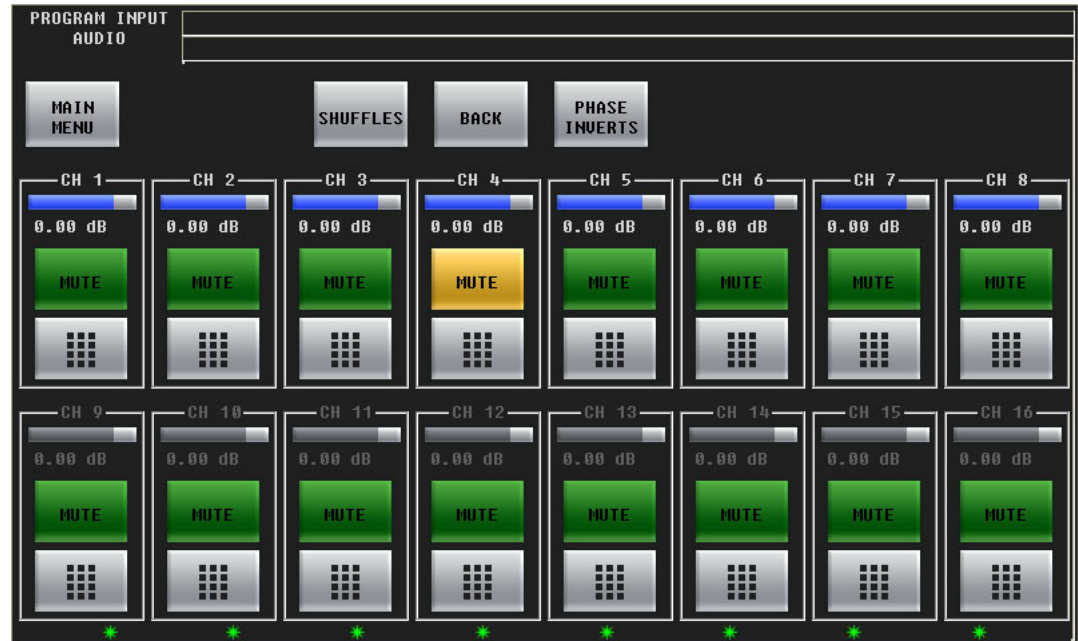 PROGRAM INPUT
AUDIO
MAIN
MENU
SHUFFLES
BACK
PHASE
INVERTS
CH 1 CH 2 CH 3 CH 4 CH 5 CH 6 CH 7 CH 8
0.00 dB 0.00 dB 0.00 dB 0.00 dB 0.00 dB 0.00 dB 0.00 dB 0.00 dB
MUTE MUTE MUTE MUTE MUTE MUTE MUTE MUTE
CH 9 CH 10 CH 11 CH 12 CH 13 CH 14 CH 15 CH 16
0.00 dB 0.00 dB 0.00 dB 0.00 dB 0.00 dB 0.00 dB 0.00 dB 0.00 dB
MUTE MUTE MUTE MUTE MUTE MUTE MUTE MUTE